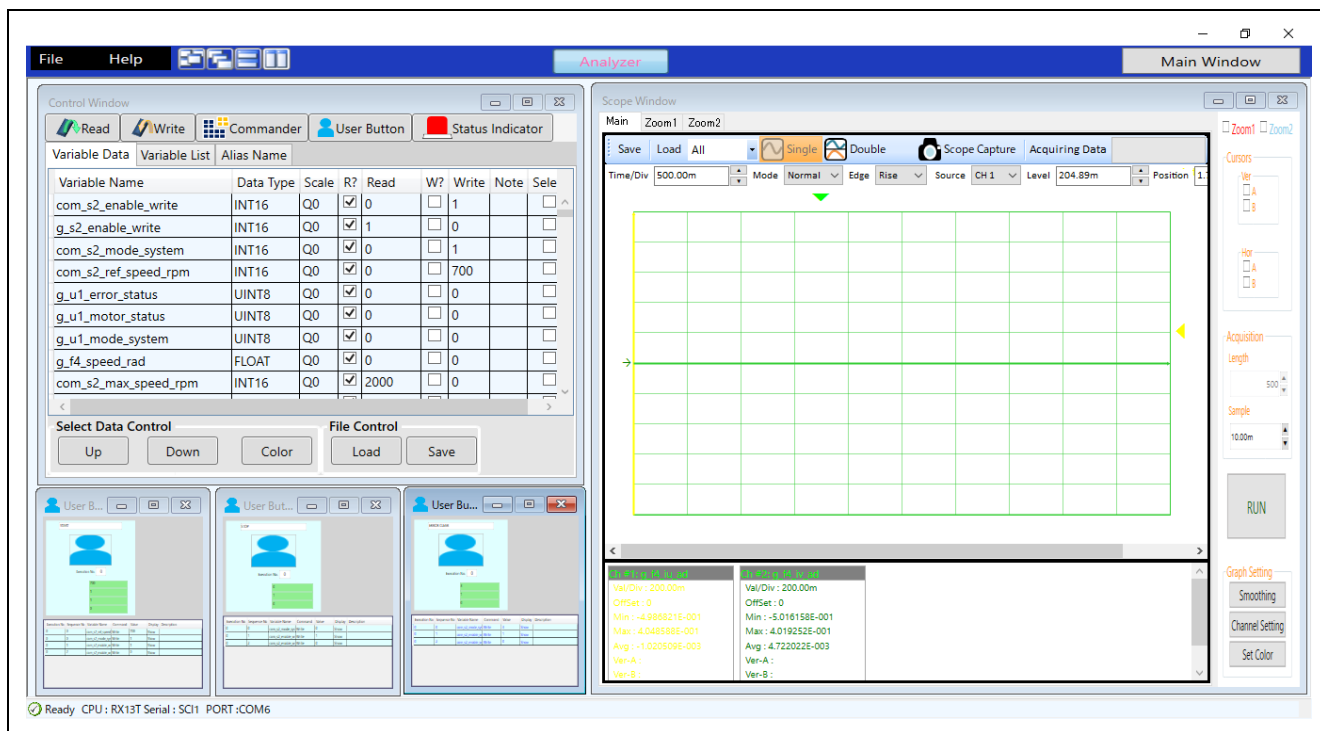 File Help Analyzer Main Window
Control Window
Read Write Commander User Button Status Indicator
Variable Data Variable List Alias Name
Variable Name Data Type Scale R? Read W? Write Note Sele
com_s2_enable_write INT16 Q0 0 1
g_s2_enable_write INT16 Q0 1 0
com_s2_mode_system INT16 Q0 0 1
com_s2_ref_speed_rpm INT16 Q0 0 700
g_u1_error_status UINT8 Q0 0 0
g_u1_motor_status UINT8 Q0 0 0
g_u1_mode_system UINT8 Q0 0 0
g_f4_speed_rad FLOAT Q0 0 0
com_s2_max_speed_rpm INT16 Q0 2000 0
Select Data Control File Control
Up Down Color Load Save
User B...
User But...
User Bu...
Scope Window
Main Zoom1 Zoom2
Save Load All Single Double Scope Capture Acquiring Data
Time/Div 500.00m Mode Normal Edge Rise Source CH 1 Level 204.89m Position
Val/Div : 200.00m
OffSet : 0
Ver-A :
Ver-B :
Val/Div : 200.00m
OffSet : 0
Min : -5.016158E-001
Max : 4.019252E-001
Avg : 4.722022E-003
Ver-A :
Ver-B :
Zoom1 Zoom2
Cursors
Ver
A
B
Hor
A
B
Acquisition
Length
500
Sample
10.00m
RUN
Graph Setting
Smoothing
Channel Setting
Set Color
Ready CPU : RX13T Serial : SCI1 PORT :COM6